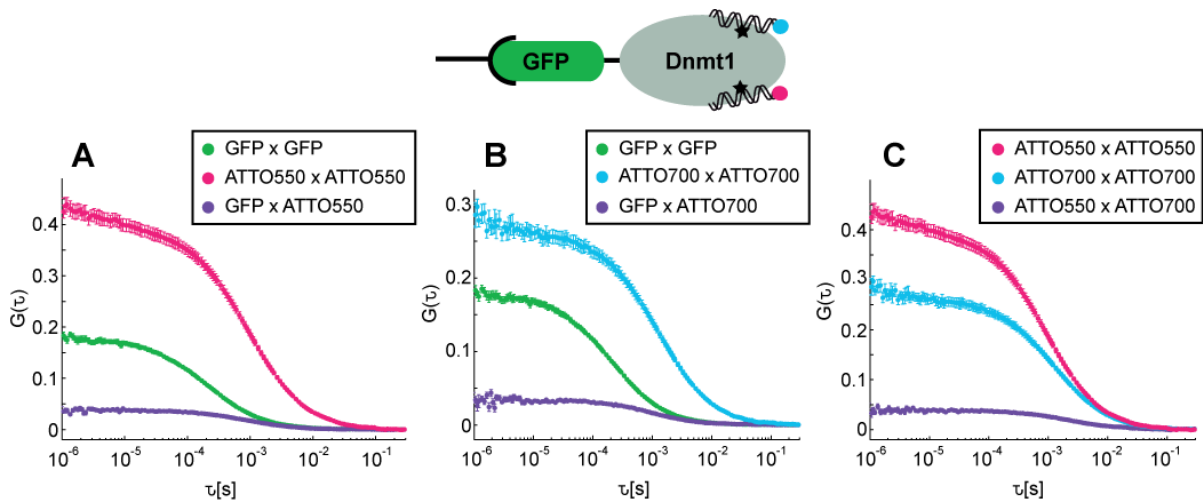 GFP
Dnmt1
A
GFP x GFP
ATTO550 x ATTO550
GFP x ATTO550
G(τ)
0.4
0.3
0.2
0.1
0
10⁻⁶ 10⁻⁵ 10⁻⁴ 10⁻³ 10⁻² 10⁻¹
τ[s]
B
GFP x GFP
ATTO700 x ATTO700
GFP x ATTO700
G(τ)
0.3
0.2
0.1
0
10⁻⁶ 10⁻⁵ 10⁻⁴ 10⁻³ 10⁻² 10⁻¹
τ[s]
C
ATTO550 x ATTO550
ATTO700 x ATTO700
ATTO550 x ATTO700
G(τ)
0.4
0.3
0.2
0.1
0
10⁻⁶ 10⁻⁵ 10⁻⁴ 10⁻³ 10⁻² 10⁻¹
τ[s]